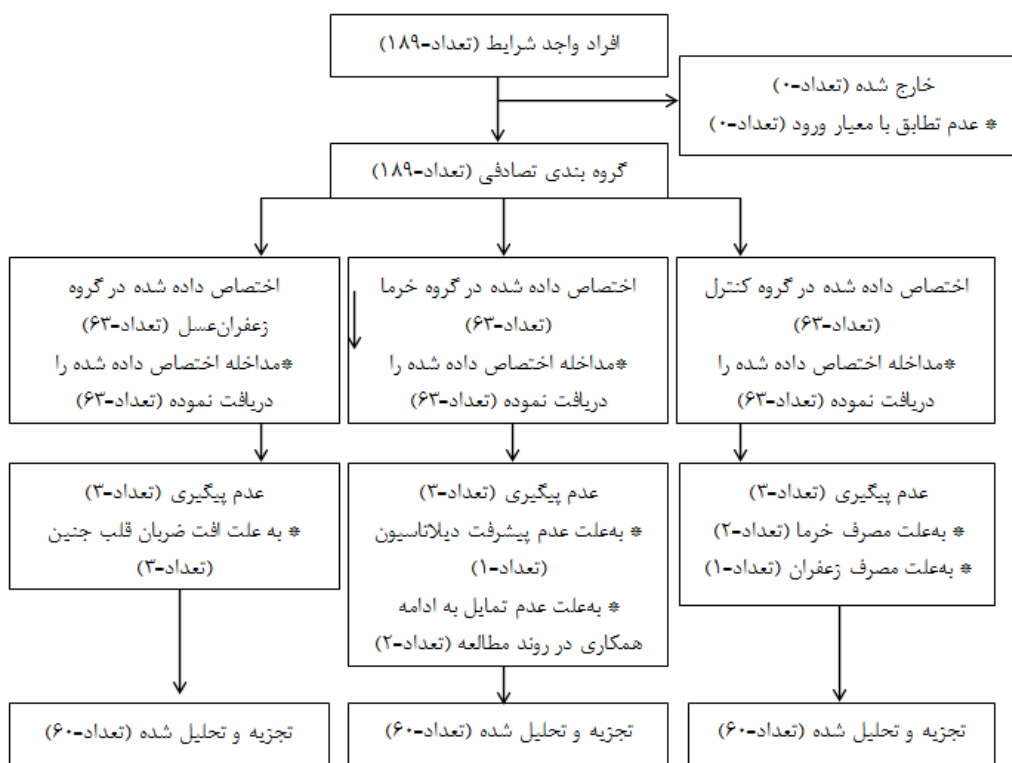 افراد واجد شرایط (تعداد-۱۸۹)
خارج شده (تعداد-۰)
* عدم تطابق با معیار ورود (تعداد-۰)
گروه بندی تصادفی (تعداد-۱۸۹)
اختصاص داده شده در گروه کنترل
(تعداد-۶۳)
*مداخله اختصاص داده شده را
دریافت نموده (تعداد-۶۳)
اختصاص داده شده در گروه خرما
(تعداد-۶۳)
*مداخله اختصاص داده شده را
دریافت نموده (تعداد-۶۳)
اختصاص داده شده در گروه
زعفران‌عسل (تعداد-۶۳)
*مداخله اختصاص داده شده را
دریافت نموده (تعداد-۶۳)
عدم پیگیری (تعداد-۳)
* به‌علت مصرف خرما (تعداد-۲)
* به‌علت مصرف زعفران (تعداد-۱)
عدم پیگیری (تعداد-۳)
* به‌علت عدم پیشرفت دیلاتاسیون
(تعداد-۱)
* به‌علت عدم تمایل به ادامه
همکاری در روند مطالعه (تعداد-۲)
عدم پیگیری (تعداد-۳)
* به علت افت ضربان قلب جنین
(تعداد-۳)
تجزیه و تحلیل شده (تعداد-۶۰)
تجزیه و تحلیل شده (تعداد-۶۰)
تجزیه و تحلیل شده (تعداد-۶۰)